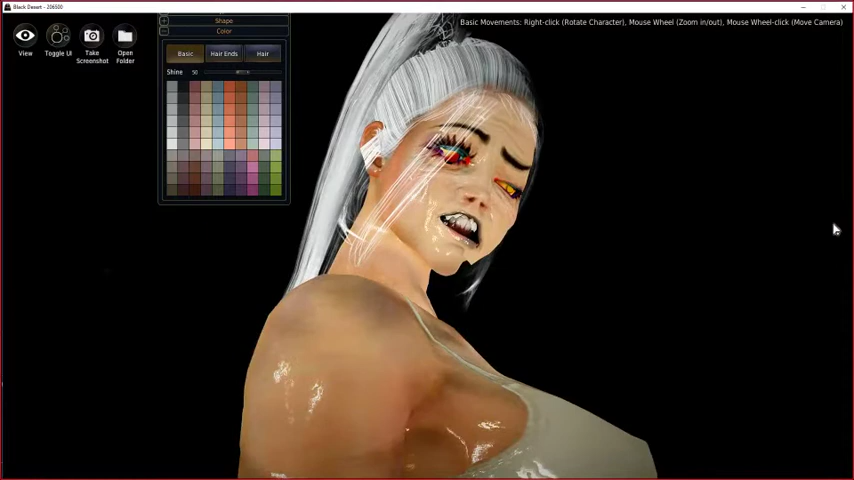 Black Desert - 206500
Basic Movements: Right-click (Rotate Character), Mouse Wheel (Zoom in/out), Mouse Wheel-click (Move Camera)
View
Toggle UI
Take Screenshot
Open Folder
Shape
Color
Basic
Hair Ends
Hair
Shine 50